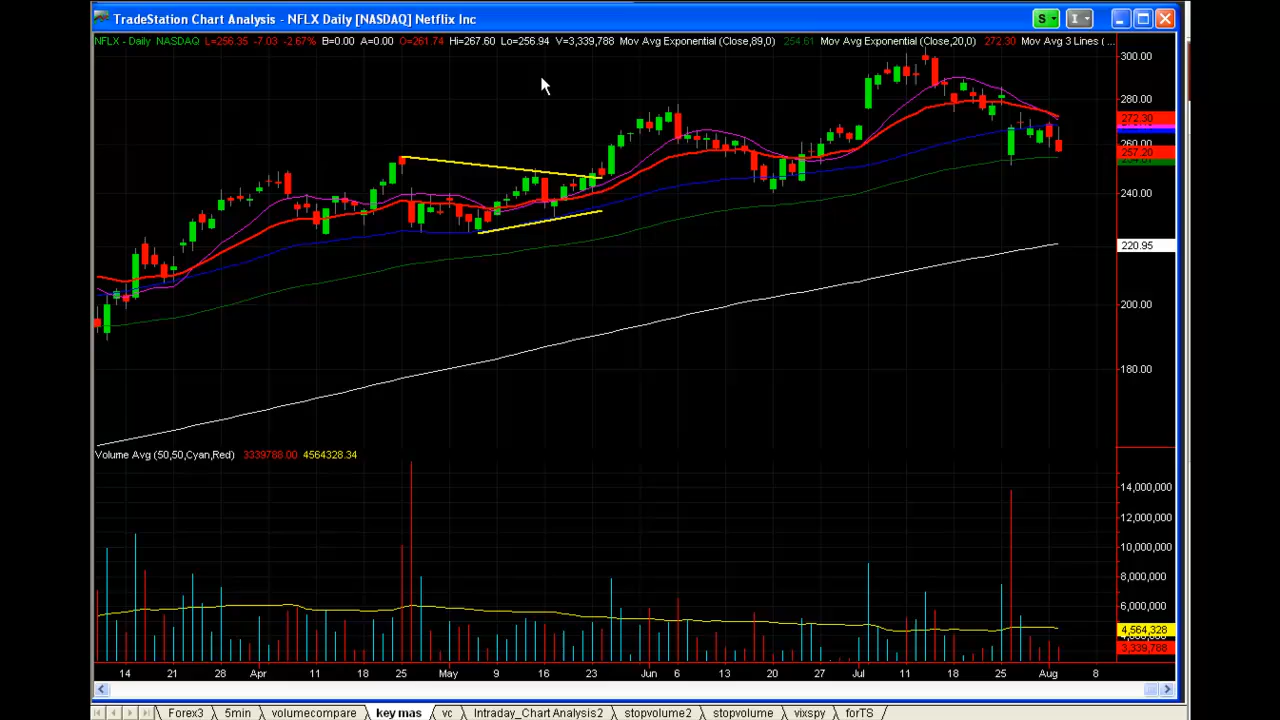 TradeStation Chart Analysis - NFLX Daily [NASDAQ] Netflix Inc
S
I
NFLX - Daily NASDAQ L=256.35 -7.03 -2.67% B=0.00 A=0.00 O=261.74 Hi=267.60 Lo=256.94 V=3,339,788 Mov Avg Exponential (Close,89,0) 254.61 Mov Avg Exponential (Close,20,0) 272.30 Mov Avg 3 Lines ( ...
300.00
280.00
272.30
260.00
257.20
240.00
220.95
200.00
180.00
Volume Avg (50,50,Cyan,Red) 3339788.00 4564328.34
14,000,000
12,000,000
10,000,000
8,000,000
6,000,000
4,564,328
3,339,788
14 21 28 Apr 11 18 25 May 9 16 23 Jun 6 13 20 27 Jul 11 18 25 Aug 8
Forex3 5min volumecompare key mas vc Intraday_Chart Analysis2 stopvolume2 stopvolume vixspy forTS